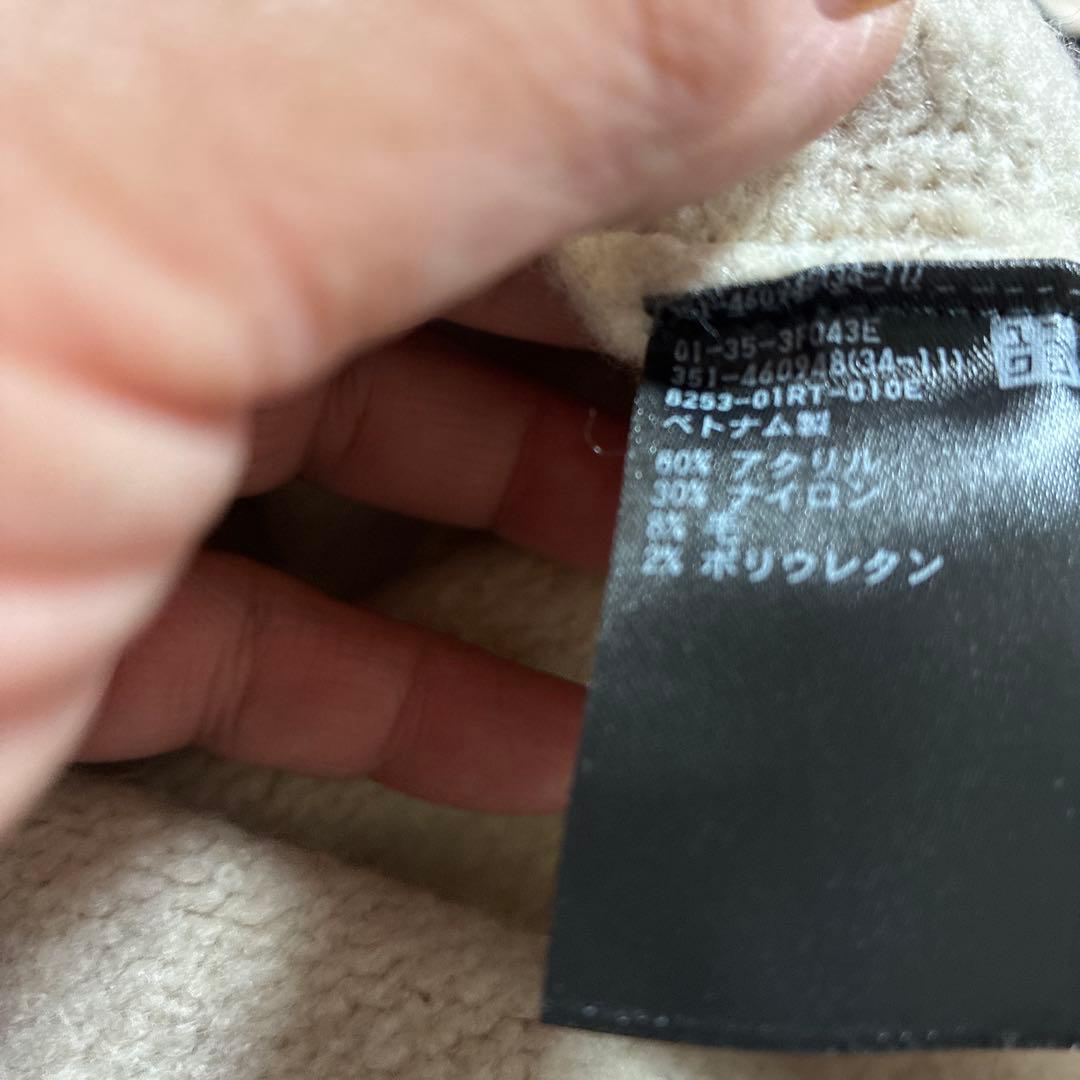 01-35-3F043E
351-460948(34-11)
8253-01RT-010E
ベトナム製
60% アクリル
30% ナイロン
8% 毛
2% ポリウレタン